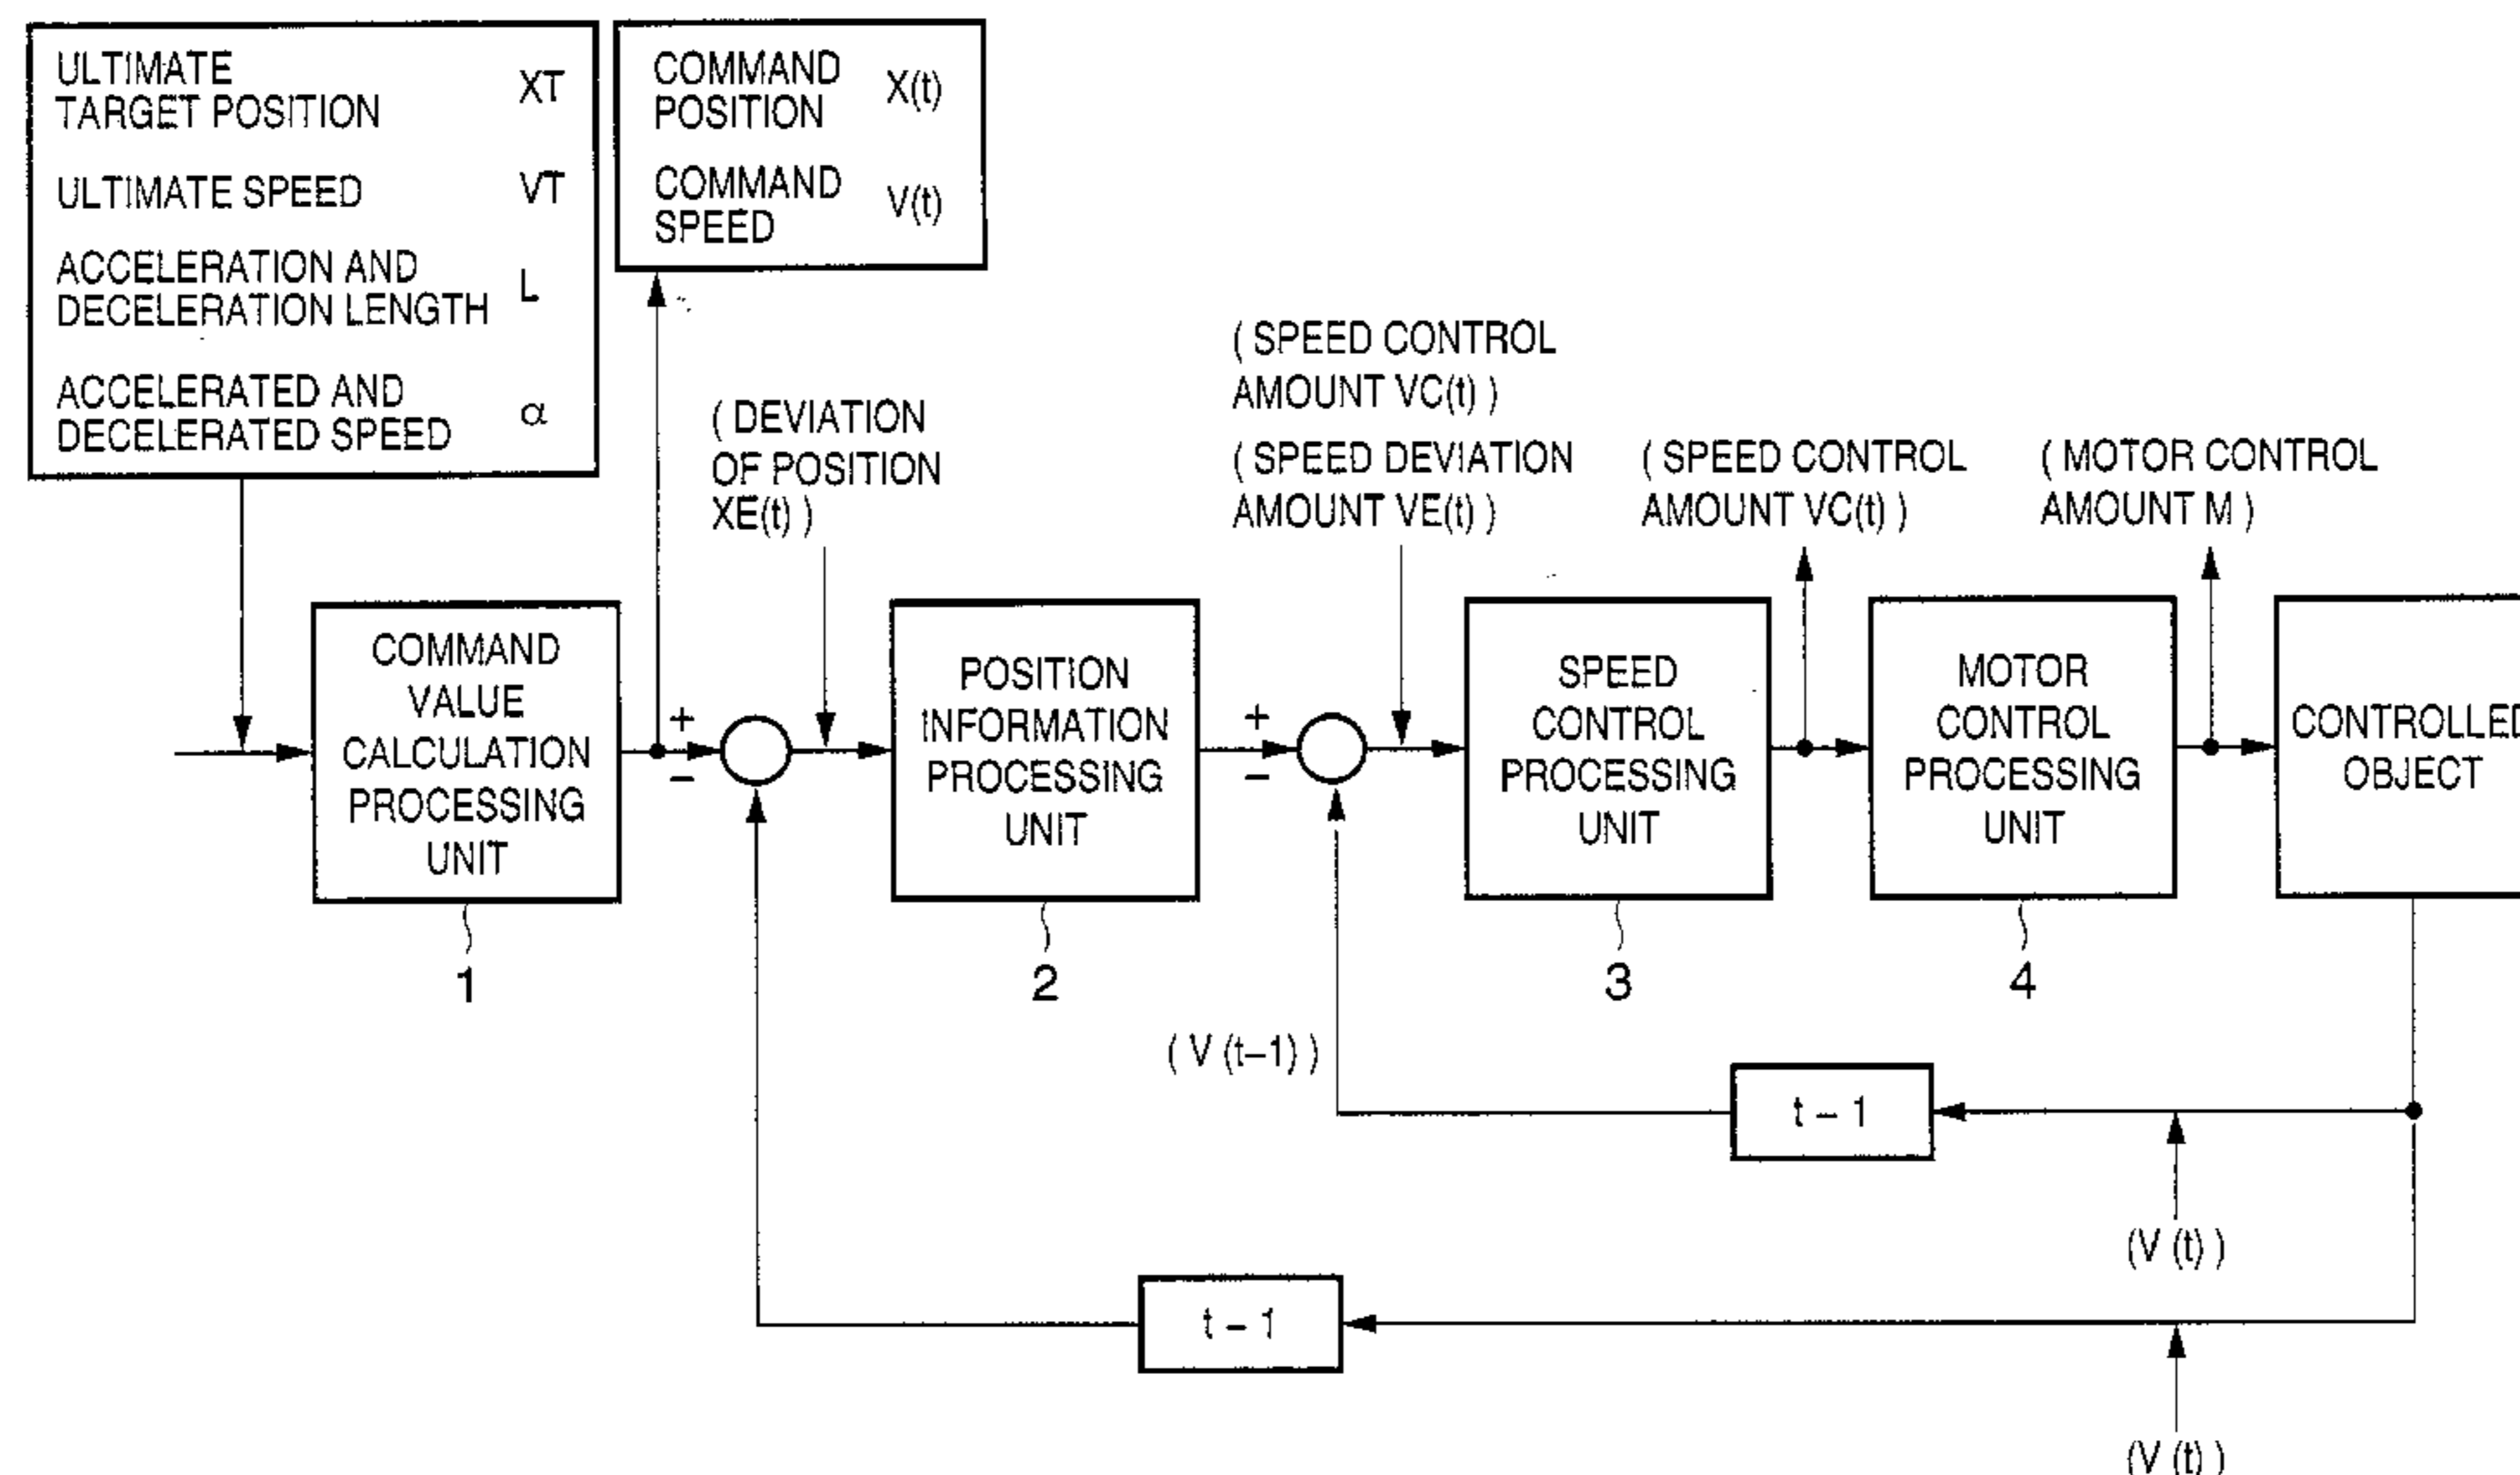 ULTIMATE
TARGET POSITION XT
ULTIMATE SPEED VT
ACCELERATION AND
DECELERATION LENGTH L
ACCELERATED AND
DECELERATED SPEED α
COMMAND
POSITION X(t)
COMMAND
SPEED V(t)
( DEVIATION
OF POSITION
XE(t) )
( SPEED CONTROL
AMOUNT VC(t) )
( SPEED DEVIATION
AMOUNT VE(t) )
( SPEED CONTROL
AMOUNT VC(t) )
( MOTOR CONTROL
AMOUNT M )
COMMAND
VALUE
CALCULATION
PROCESSING
UNIT
1
+
−
POSITION
INFORMATION
PROCESSING
UNIT
2
+
−
SPEED
CONTROL
PROCESSING
UNIT
3
MOTOR
CONTROL
PROCESSING
UNIT
4
CONTROLLED
OBJECT
( V (t−1) )
t − 1
(V (t) )
t − 1
(V (t) )